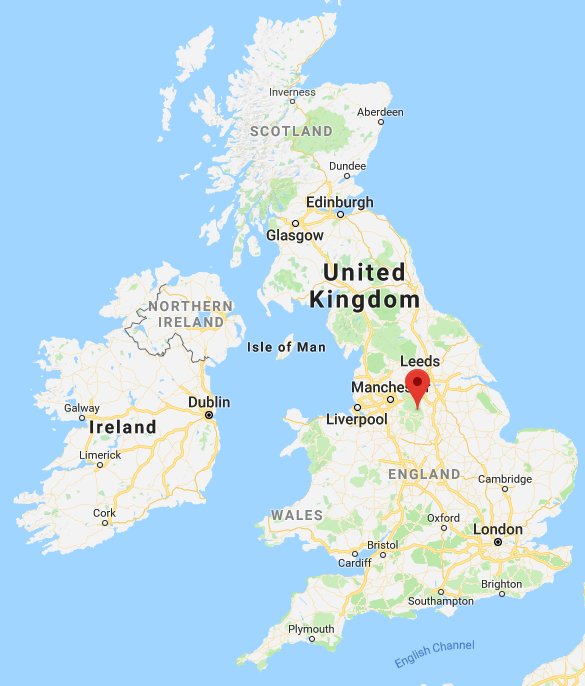 Inverness
Aberdeen
SCOTLAND
Dundee
Edinburgh
Glasgow
United
Kingdom
NORTHERN
IRELAND
Isle of Man
Leeds
Manches
Dublin
Galway
Liverpool
Ireland
Limerick
ENGLAND
Cambridge
Cork
WALES
Oxford
London
Bristol
Cardiff
Brighton
Southampton
Plymouth
English Channel